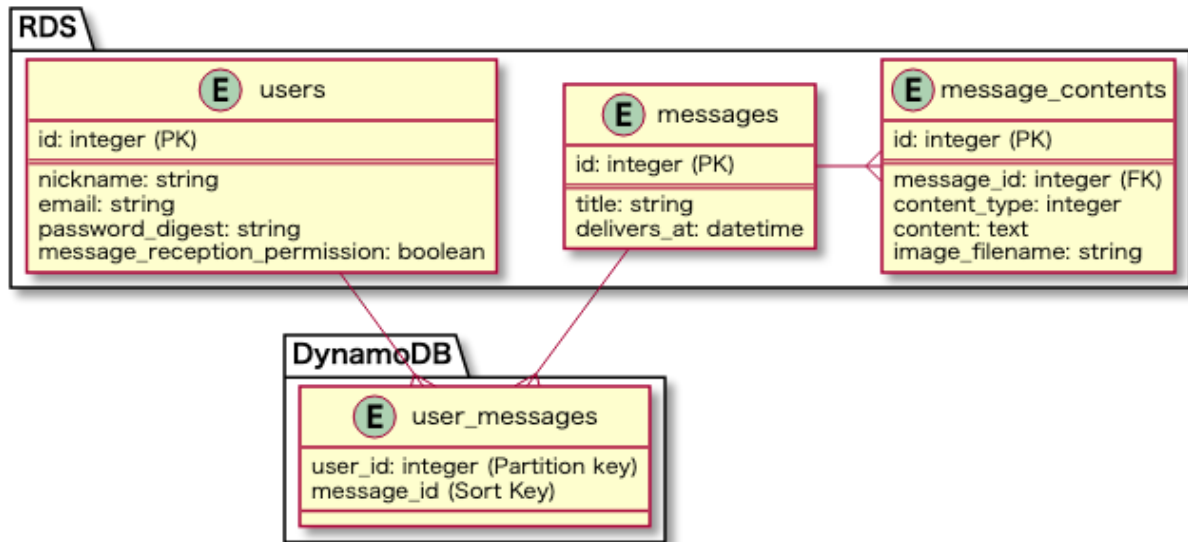 RDS
E users
id: integer (PK)
nickname: string
email: string
password_digest: string
message_reception_permission: boolean
E messages
id: integer (PK)
title: string
delivers_at: datetime
E message_contents
id: integer (PK)
message_id: integer (FK)
content_type: integer
content: text
image_filename: string
DynamoDB
E user_messages
user_id: integer (Partition key)
message_id (Sort Key)